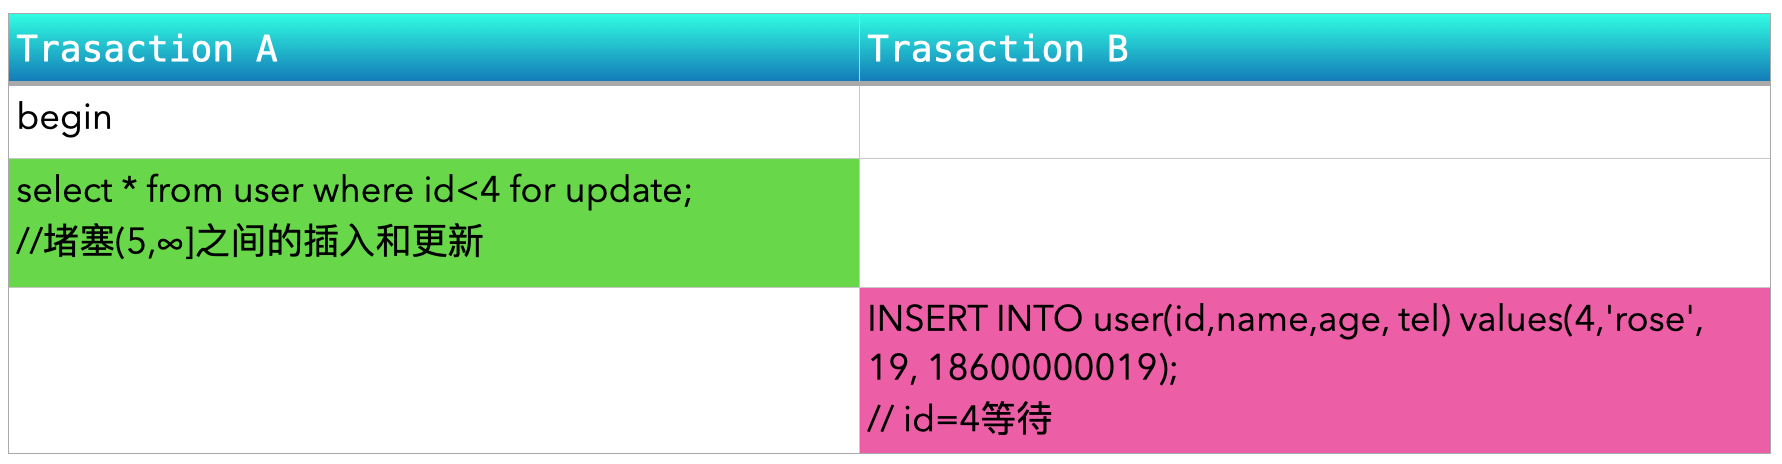 Trasaction A
Trasaction B
begin
select * from user where id<4 for update;
//堵塞(5,∞]之间的插入和更新
INSERT INTO user(id,name,age, tel) values(4,'rose',
19, 18600000019);
// id=4等待